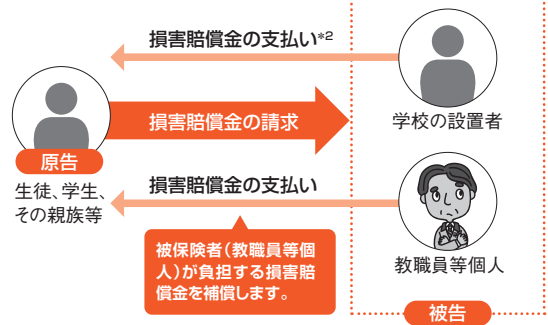 損害賠償金の支払い*2
学校の設置者
損害賠償金の請求
原告
生徒、学生、
その親族等
損害賠償金の支払い
被保険者（教職員等個
人）が負担する損害賠
償金を補償します。
教職員等個人
被告